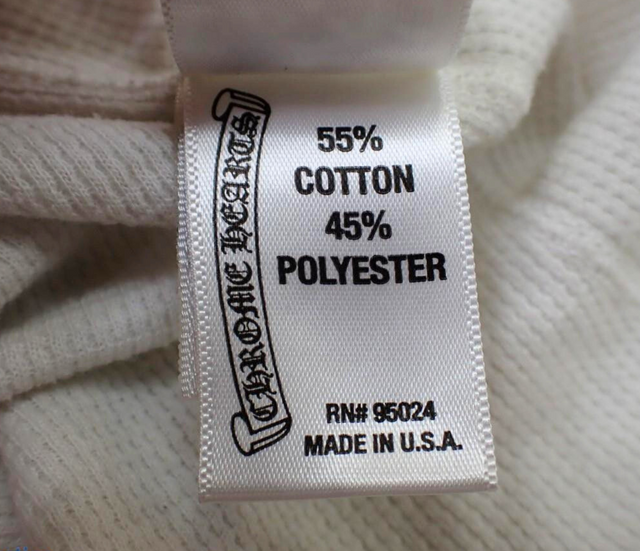 CHROME HEARTS
55%
COTTON
45%
POLYESTER
RN# 95024
MADE IN U.S.A.